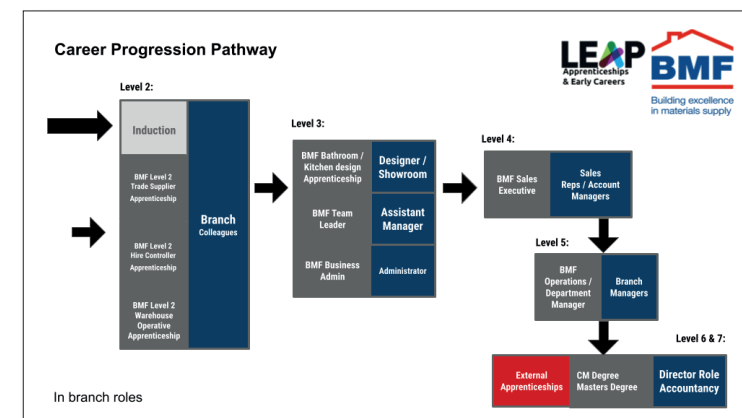 Career Progression Pathway
LEAP
Apprenticeships
& Early Careers
BMF
Building excellence
in materials supply
Level 2:
Induction
BMF Level 2
Trade Supplier
Apprenticeship
BMF Level 2
Hire Controller
Apprenticeship
BMF Level 2
Warehouse
Operative
Apprenticeship
Branch
Colleagues
Level 3:
BMF Bathroom /
Kitchen design
Apprenticeship
Designer /
Showroom
BMF Team
Leader
Assistant
Manager
BMF Business
Admin
Administrator
Level 4:
BMF Sales
Executive
Sales
Reps / Account
Managers
Level 5:
BMF
Operations /
Department
Manager
Branch
Managers
Level 6 & 7:
External
Apprenticeships
CM Degree
Masters Degree
Director Role
Accountancy
In branch roles